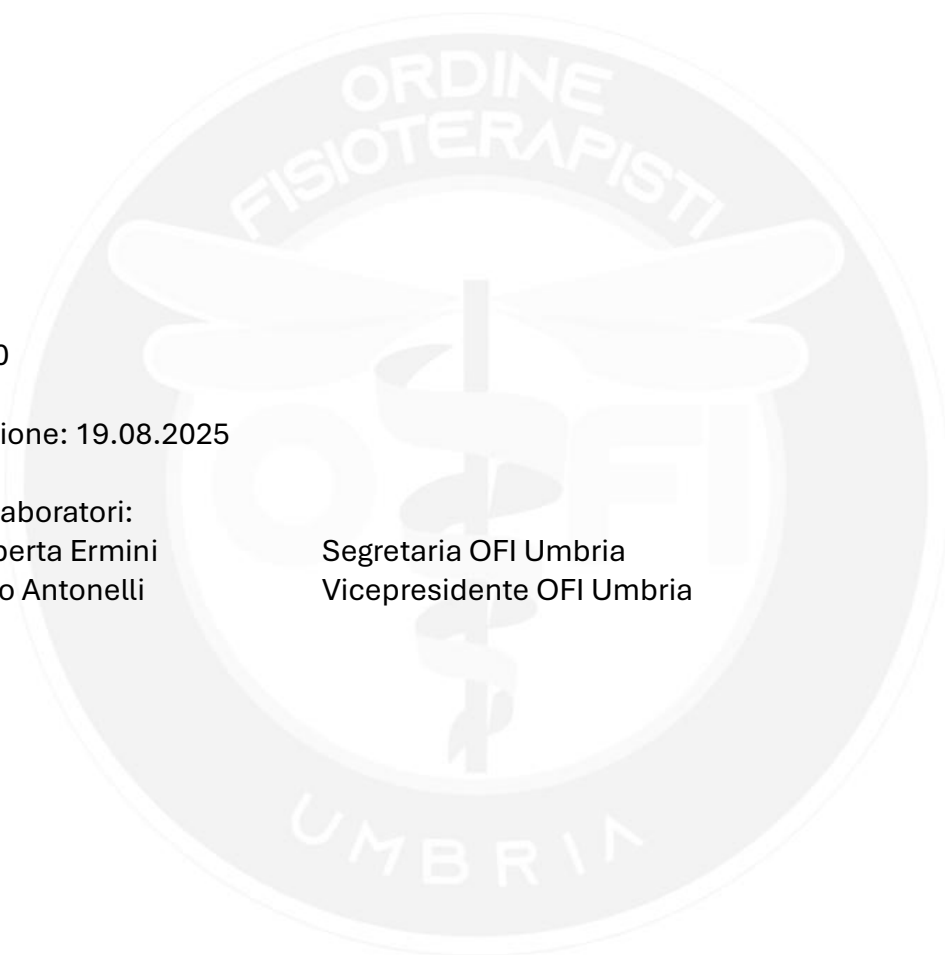 ORDINE
FISIOTERAPISTI
0
ione: 19.08.2025
OFI
aboratori:
berta Ermini Segretaria OFI Umbria
o Antonelli Vicepresidente OFI Umbria
UMBRIA